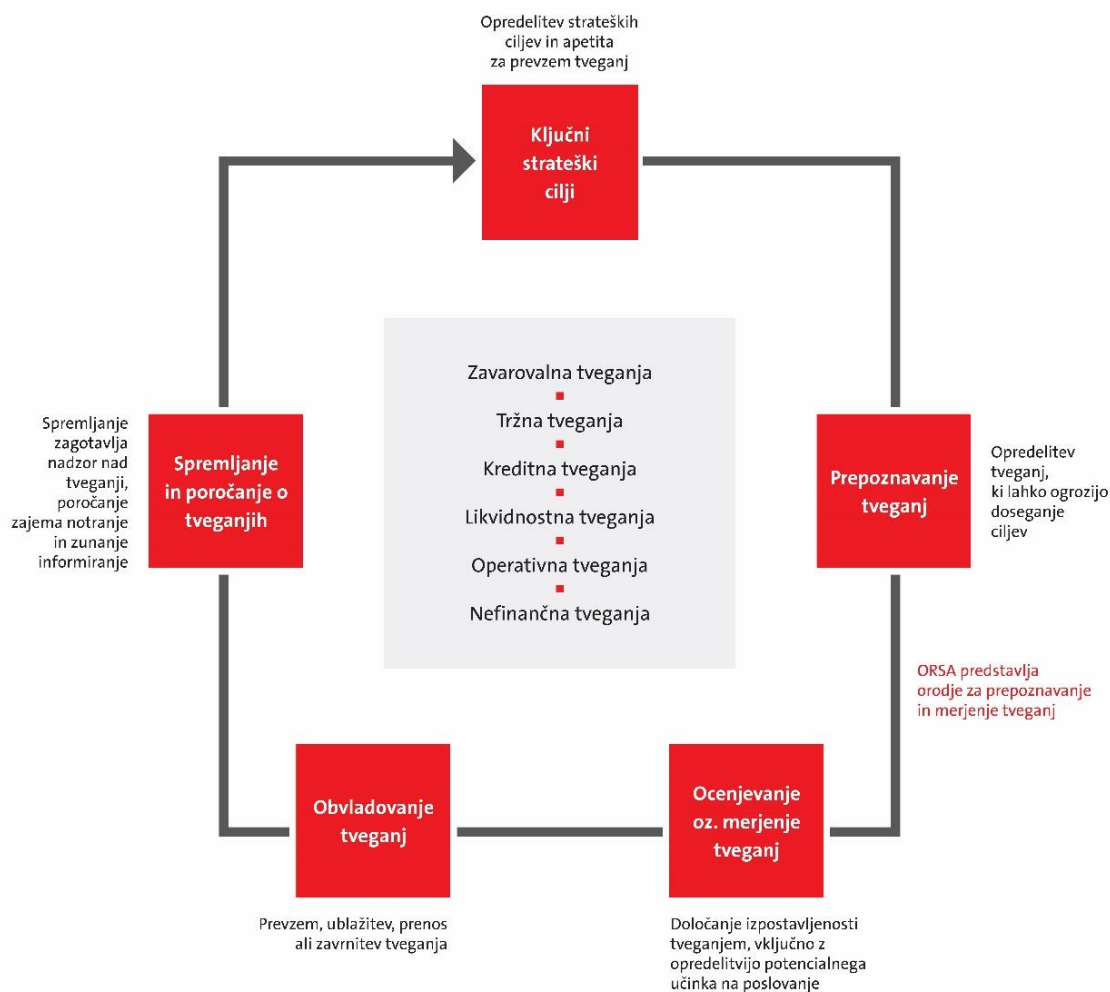 Opredelitev strateških
ciljev in apetita
za prevzem tveganj
Ključni
strateški
cilji
Zavarovalna tveganja
Tržna tveganja
Kreditna tveganja
Likvidnostna tveganja
Operativna tveganja
Nefinančna tveganja
Spremljanje
zagotavlja
nadzor nad
tveganji,
poročanje
zajema notranje
in zunanje
informiranje
Spremljanje
in poročanje o
tveganjih
Prepoznavanje
tveganj
Opredelitev
tveganj,
ki lahko ogrozijo
doseganje
ciljev
ORSA predstavlja
orodje za prepoznavanje
in merjenje tveganj
Obvladovanje
tveganj
Prevzem, ublažitev, prenos
ali zavrnitev tveganja
Ocenjevanje
oz. merjenje
tveganj
Določanje izpostavljenosti
tveganjem, vključno z
opredelitvijo potencialnega
učinka na poslovanje